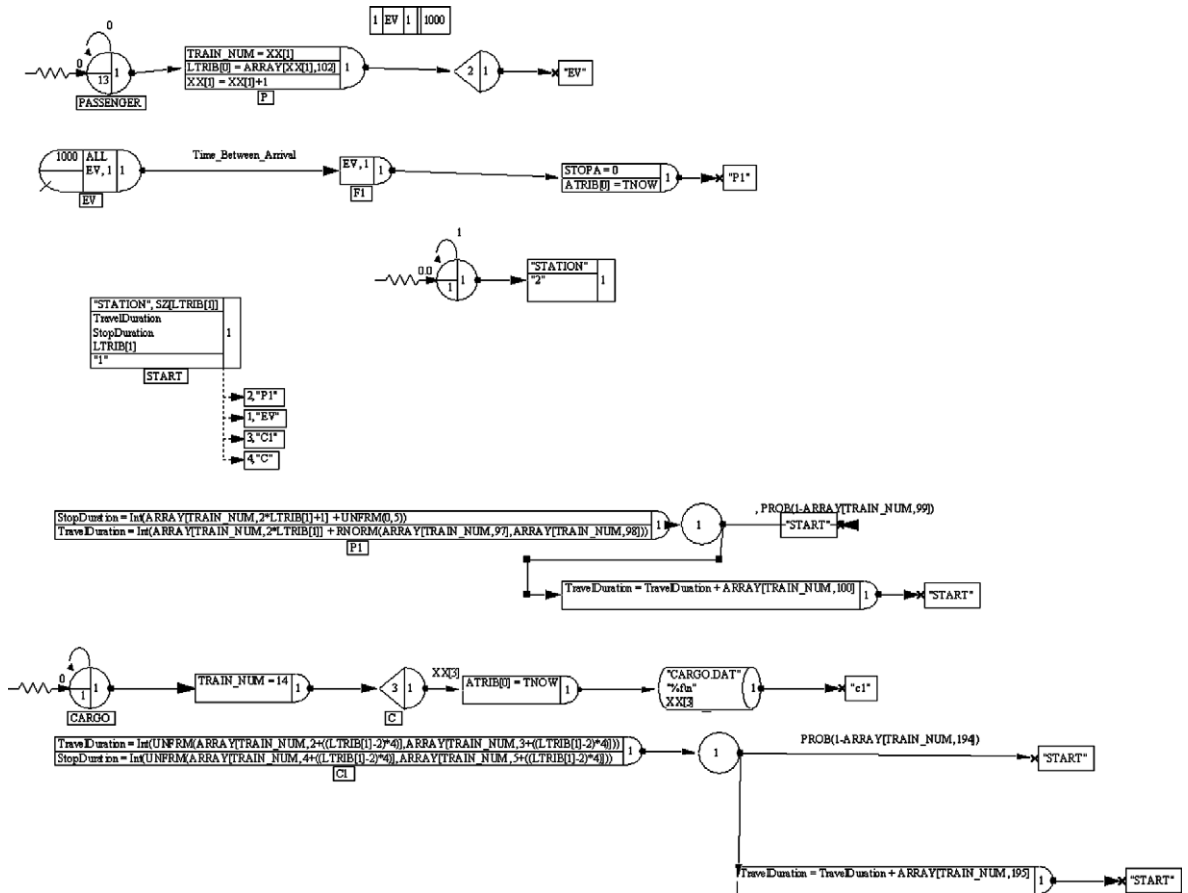 1 EV 1 1000
0
0
13 1
PASSENGER
TRAIN_NUM = XX[1]
LTRIB[0] = ARRAY[XX[1],102]
XX[1] = XX[1]+1
1
P
2 1
"EV"
1000 ALL
EV, 1
1
EV
Time_Between_Arrival
EV, 1
1
F1
STOPA = 0
ATRIB[0] = TNOW
1
"P1"
1
0.0
1 1
"STATION"
"2"
1
"STATION", SZ[LTRIB[1]]
TravelDuration
StopDuration
LTRIB[1]
"1"
1
START
2,"P1"
1,"EV"
3,"C1"
4,"C"
StopDuration = Int(ARRAY[TRAIN_NUM,2*LTRIB[1]+1] +UNFRM(0,5))
TravelDuration = Int(ARRAY[TRAIN_NUM,2*LTRIB[1]] + RNORM(ARRAY[TRAIN_NUM,97],ARRAY[TRAIN_NUM,98]))
1
P1
1
, PROB(1-ARRAY[TRAIN_NUM,99])
"START"
TravelDuration = TravelDuration + ARRAY[TRAIN_NUM,100]
1
"START"
0
1 1
CARGO
TRAIN_NUM = 14
1
3 1
C
XX[3]
ATRIB[0] = TNOW
1
"CARGO.DAT"
"%f\n"
XX[3]
1
"c1"
TravelDuration = Int(UNFRM(ARRAY[TRAIN_NUM,2+((LTRIB[1]-2)*4)],ARRAY[TRAIN_NUM,3+((LTRIB[1]-2)*4)]))
StopDuration = Int(UNFRM(ARRAY[TRAIN_NUM,4+((LTRIB[1]-2)*4)],ARRAY[TRAIN_NUM,5+((LTRIB[1]-2)*4)]))
1
C1
1
PROB(1-ARRAY[TRAIN_NUM,194])
"START"
TravelDuration = TravelDuration + ARRAY[TRAIN_NUM,195]
1
"START"